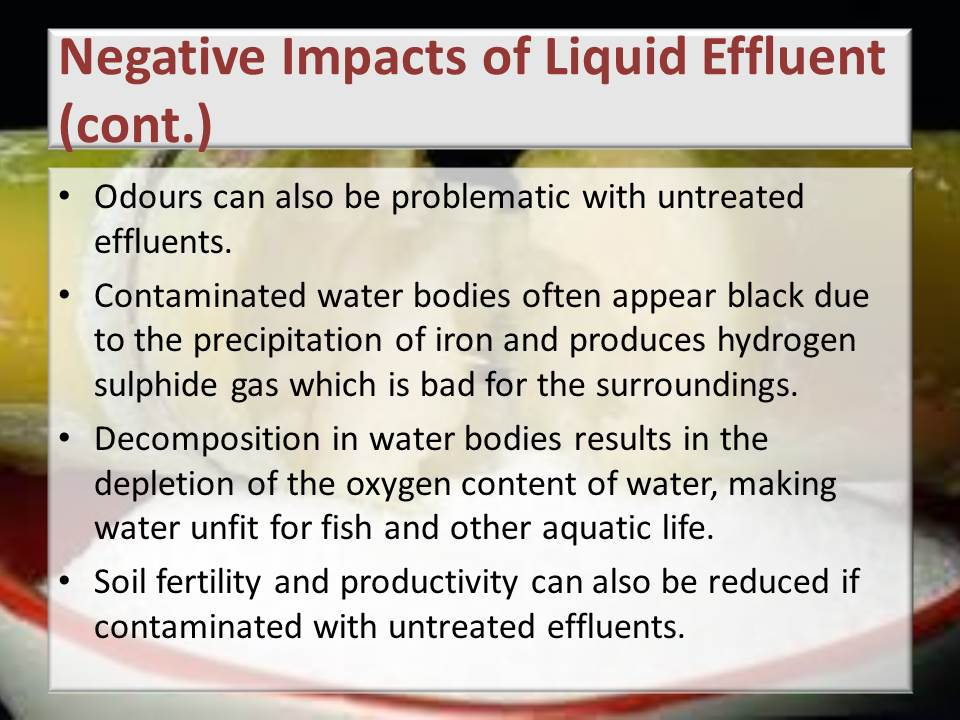 Negative Impacts of Liquid Effluent
(cont.)
• Odours can also be problematic with untreated
effluents.
• Contaminated water bodies often appear black due
to the precipitation of iron and produces hydrogen
sulphide gas which is bad for the surroundings.
• Decomposition in water bodies results in the
depletion of the oxygen content of water, making
water unfit for fish and other aquatic life.
• Soil fertility and productivity can also be reduced if
contaminated with untreated effluents.